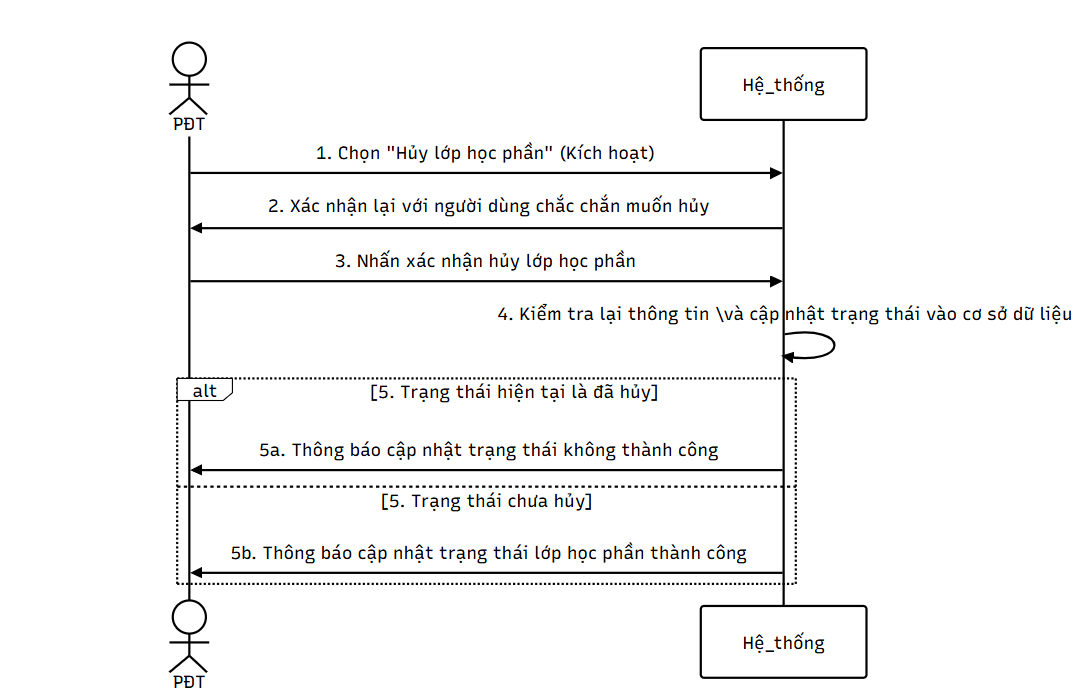 PĐT
Hệ_thống
1. Chọn "Hủy lớp học phần" (Kích hoạt)
2. Xác nhận lại với người dùng chắc chắn muốn hủy
3. Nhấn xác nhận hủy lớp học phần
4. Kiểm tra lại thông tin \và cập nhật trạng thái vào cơ sở dữ liệu
alt
[5. Trạng thái hiện tại là đã hủy]
5a. Thông báo cập nhật trạng thái không thành công
[5. Trạng thái chưa hủy]
5b. Thông báo cập nhật trạng thái lớp học phần thành công
PĐT
Hệ_thống